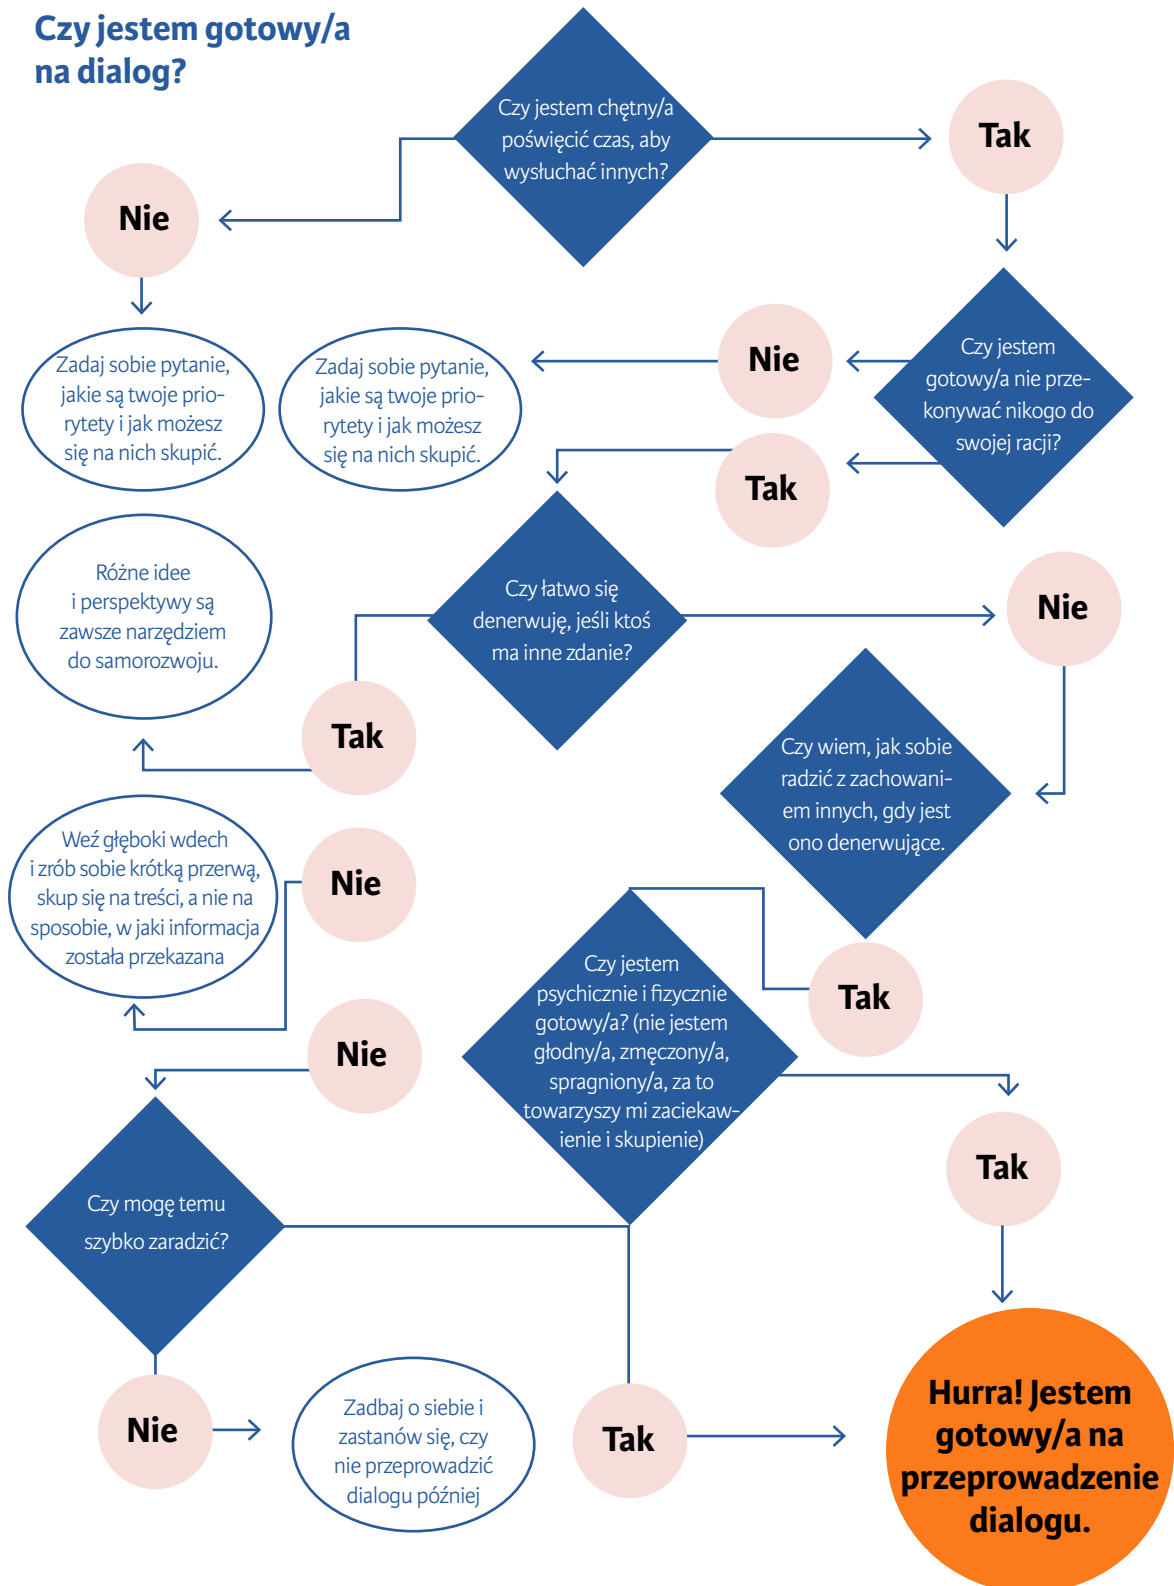 Czy jestem gotowy/a
na dialog?
Czy jestem chętny/a
poświęcić czas, aby
wysłuchać innych?
Tak
Nie
Zadaj sobie pytanie,
jakie są twoje prio-
rytety i jak możesz
się na nich skupić.
Zadaj sobie pytanie,
jakie są twoje prio-
rytety i jak możesz
się na nich skupić.
Nie
Czy jestem
gotowy/a nie prze-
konywać nikogo do
swojej racji?
Tak
Różne idee
i perspektywy są
zawsze narzędziem
do samorozwoju.
Czy łatwo się
denerwuję, jeśli ktoś
ma inne zdanie?
Nie
Tak
Czy wiem, jak sobie
radzić z zachowani-
em innych, gdy jest
ono denerwujące.
Weź głęboki wdech
i zrób sobie krótką przerwą,
skup się na treści, a nie na
sposobie, w jaki informacja
została przekazana
Nie
Czy jestem
psychicznie i fizycznie
gotowy/a? (nie jestem
głodny/a, zmęczony/a,
spragniony/a, za to
towarzyszy mi zaciekaw-
ienie i skupienie)
Tak
Nie
Tak
Czy mogę temu
szybko zaradzić?
Nie
Zadbaj o siebie i
zastanów się, czy
nie przeprowadzić
dialogu później
Tak
Hurra! Jestem
gotowy/a na
przeprowadzenie
dialogu.